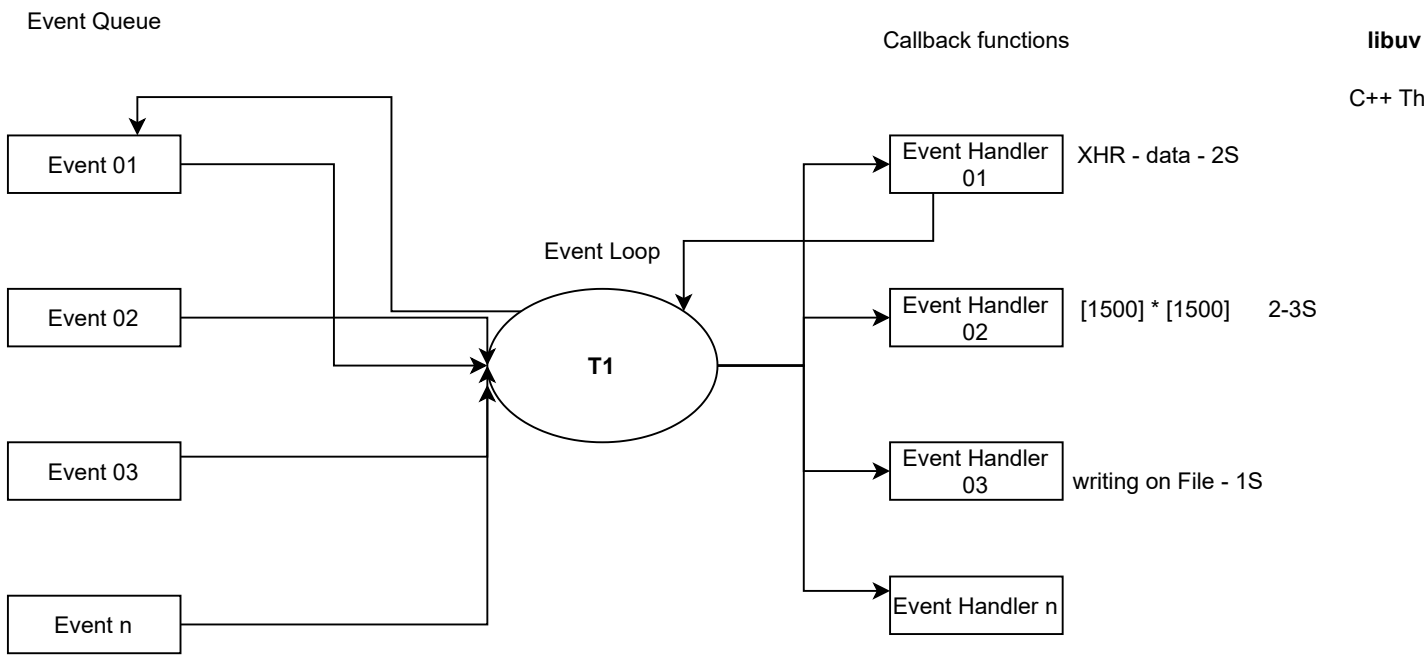 Event Queue
Callback functions
libuv
C++ Th
Event 01
Event Handler
01
XHR - data - 2S
Event Loop
Event 02
Event Handler
02
[1500] * [1500]
2-3S
T1
Event 03
Event Handler
03
writing on File - 1S
Event n
Event Handler n